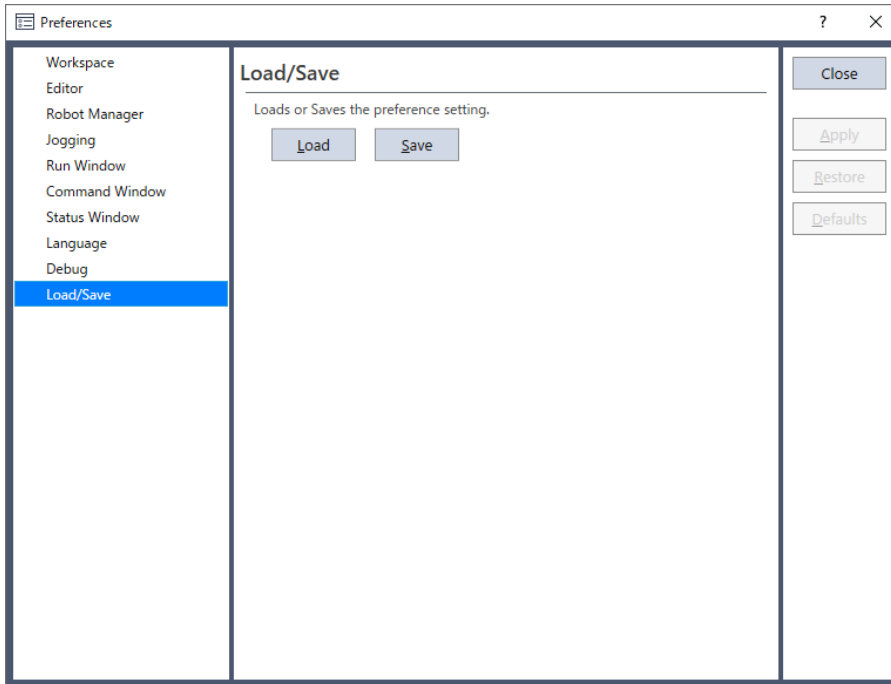 Preferences
?
Workspace
Editor
Robot Manager
Jogging
Run Window
Command Window
Status Window
Language
Debug
Load/Save
Load/Save
Loads or Saves the preference setting.
Load
Save
Close
Apply
Restore
Defaults